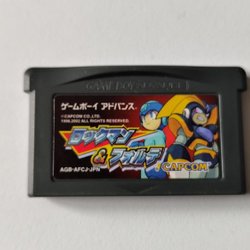 GAME BOY ADVANCE
ゲームボーイ アドバンス
©CAPCOM CO., LTD.
1998, 2002 ALL RIGHTS RESERVED.
ロックマン
&フォルテ
CAPCOM
AGB-AFCJ-JPN